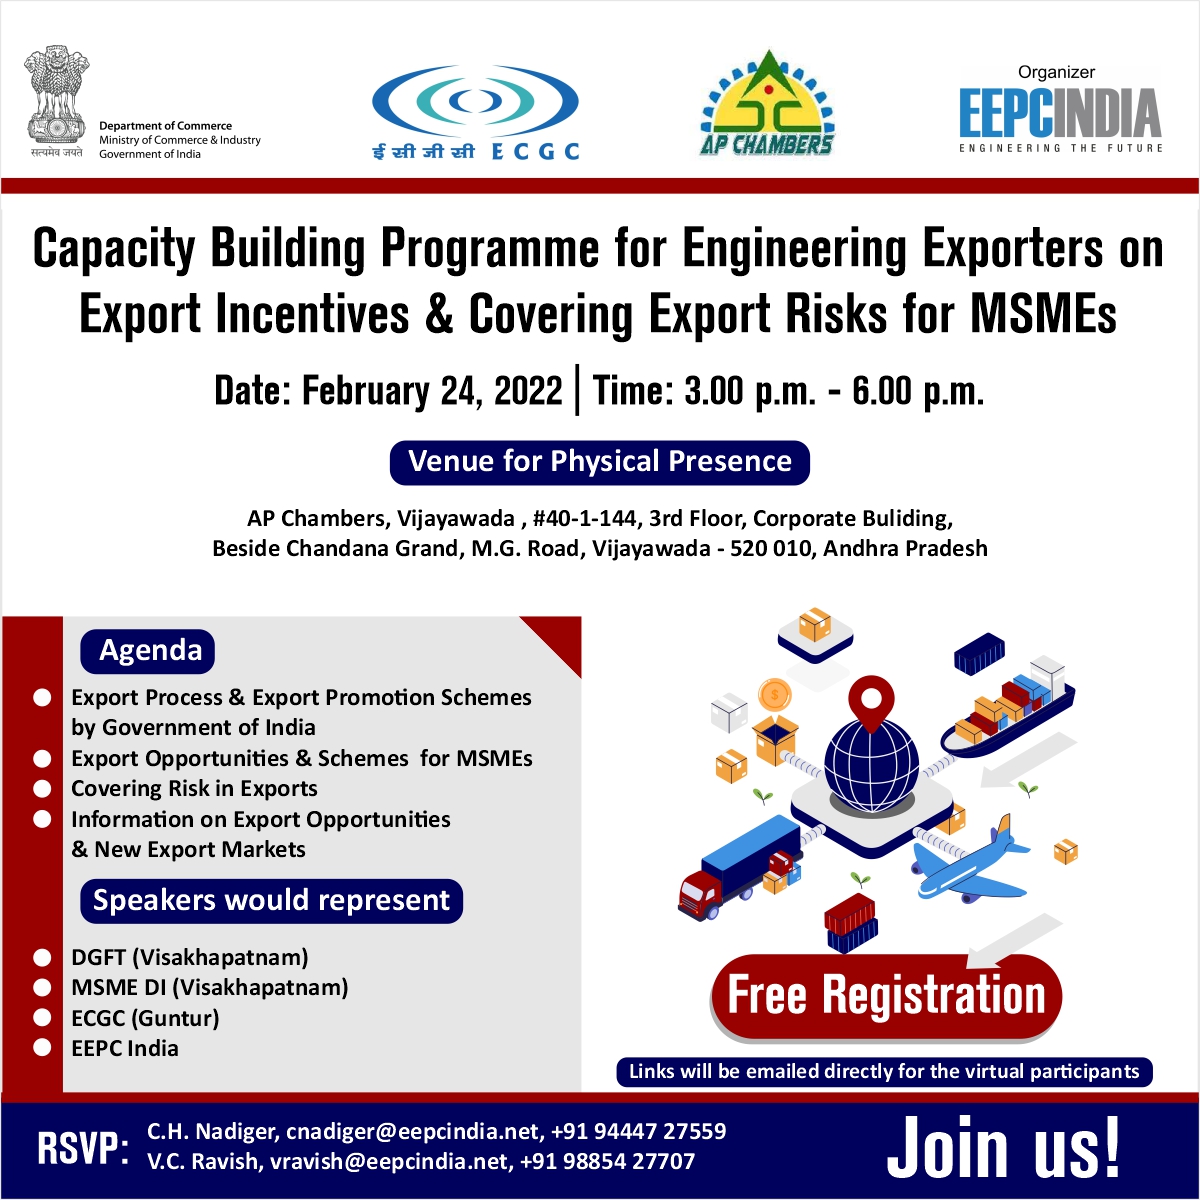 सत्यमेव जयते
Department of Commerce
Ministry of Commerce & Industry
Government of India
ई सी जी सी E C G C
AP CHAMBERS
Organizer
EEPCINDIA
ENGINEERING THE FUTURE
Capacity Building Programme for Engineering Exporters on
Export Incentives & Covering Export Risks for MSMEs
Date: February 24, 2022 | Time: 3.00 p.m. - 6.00 p.m.
Venue for Physical Presence
AP Chambers, Vijayawada , #40-1-144, 3rd Floor, Corporate Buliding,
Beside Chandana Grand, M.G. Road, Vijayawada - 520 010, Andhra Pradesh
Agenda
Export Process & Export Promotion Schemes
by Government of India
Export Opportunities & Schemes for MSMEs
Covering Risk in Exports
Information on Export Opportunities
& New Export Markets
Speakers would represent
DGFT (Visakhapatnam)
MSME DI (Visakhapatnam)
ECGC (Guntur)
EEPC India
$
Free Registration
Links will be emailed directly for the virtual participants
RSVP:
C.H. Nadiger, cnadiger@eepcindia.net, +91 94447 27559
V.C. Ravish, vravish@eepcindia.net, +91 98854 27707
Join us!